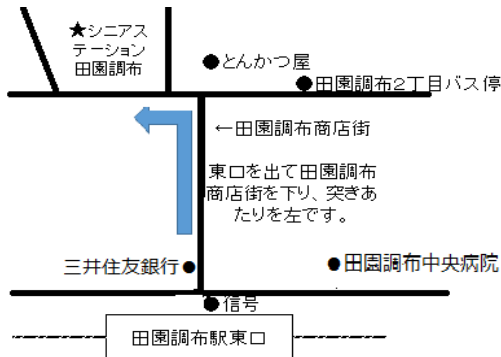 ★シニアス
テーション
田園調布
●とんかつ屋
●田園調布２丁目バス停
←田園調布商店街
東口を出て田園調布
商店街を下り、突きあ
たりを左です。
三井住友銀行●
●田園調布中央病院
●信号
田園調布駅東口